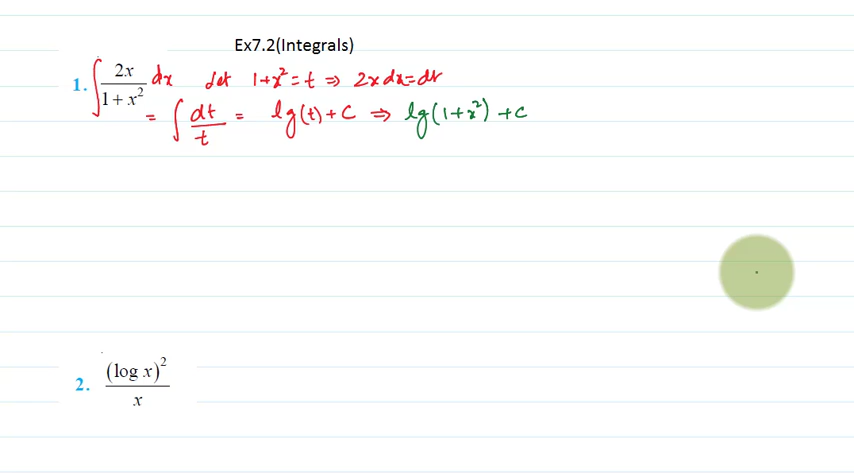 Ex7.2(Integrals)
1. ∫ 2x/(1 + x²) dx let 1+x² = t ⇒ 2x dx = dt
= ∫ dt/t = lg(t) + C ⇒ lg(1+x²) + C
2. (log x)²/x